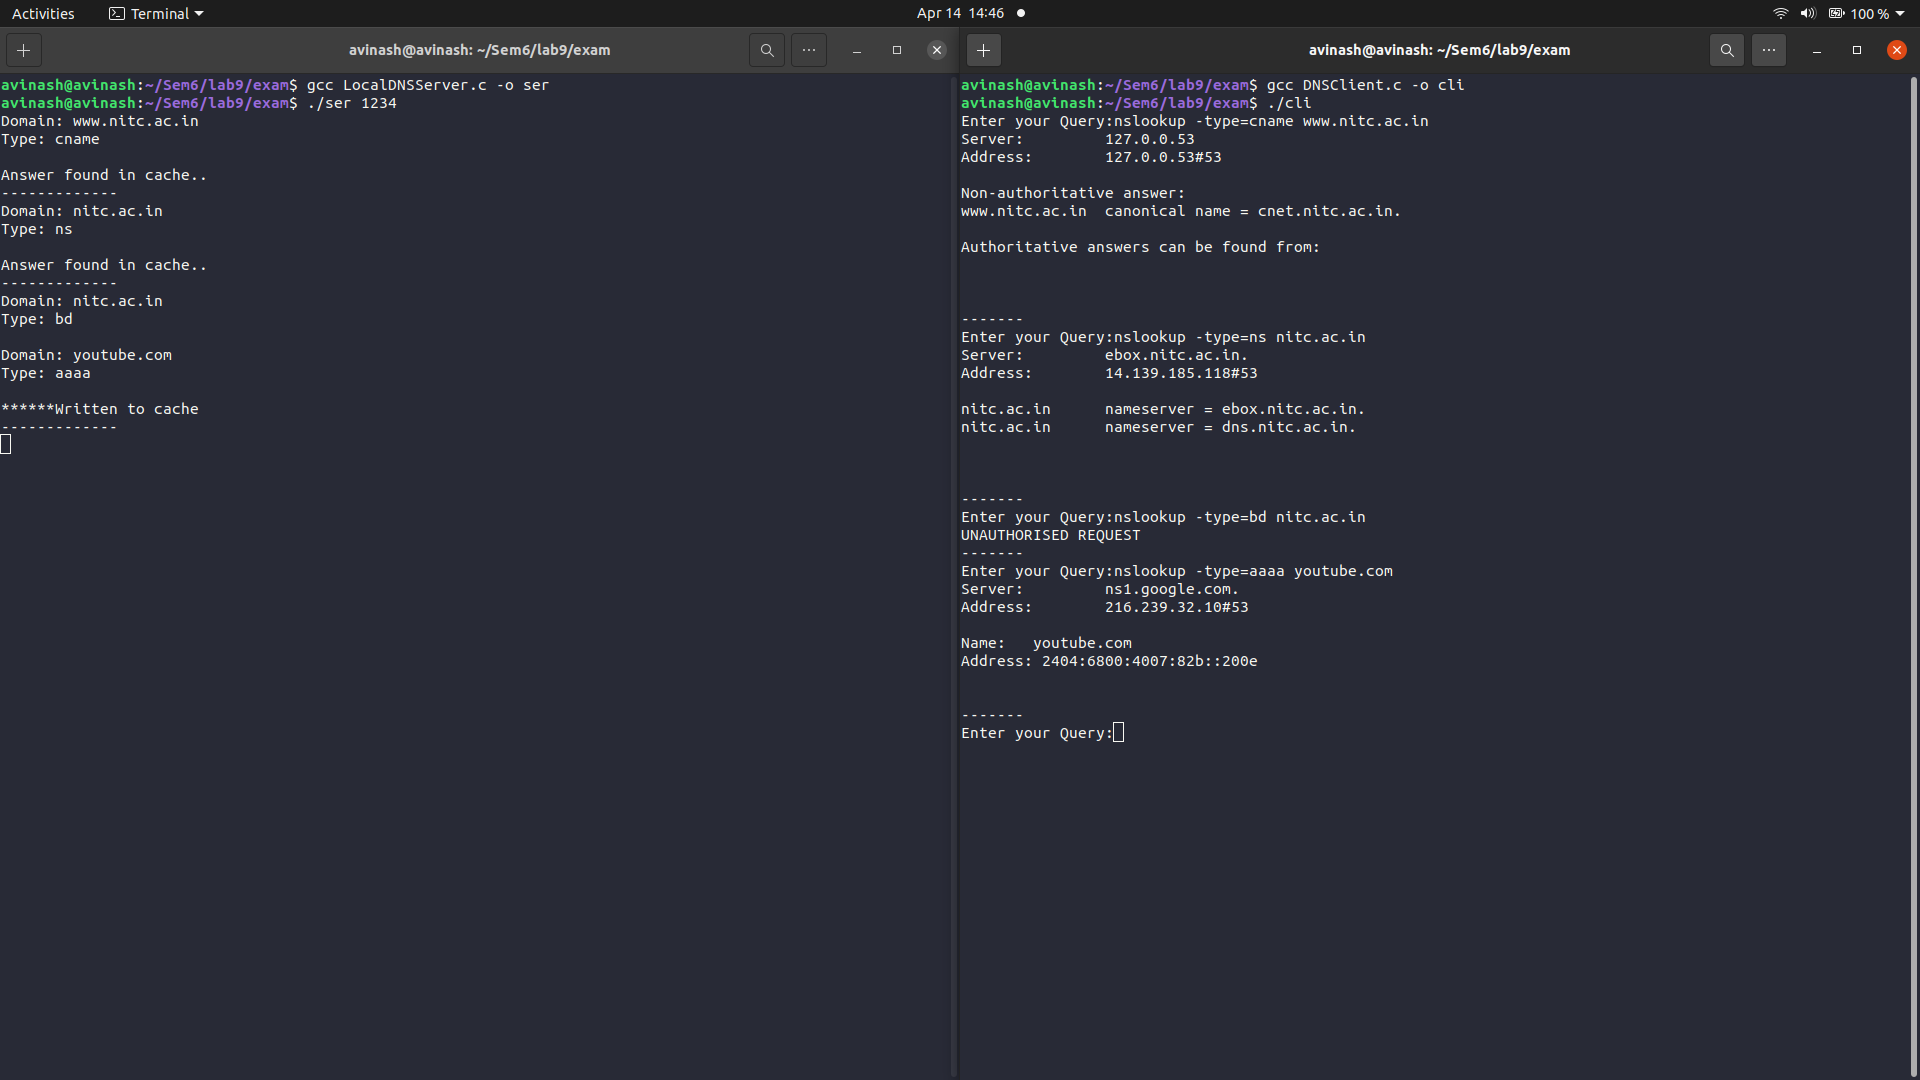 Activities
Terminal
Apr 14 14:46
100 %
avinash@avinash: ~/Sem6/lab9/exam
avinash@avinash:~/Sem6/lab9/exam$ gcc LocalDNSServer.c -o ser
avinash@avinash:~/Sem6/lab9/exam$ ./ser 1234
Domain: www.nitc.ac.in
Type: cname
Answer found in cache..
-------------
Domain: nitc.ac.in
Type: ns
Answer found in cache..
-------------
Domain: nitc.ac.in
Type: bd
Domain: youtube.com
Type: aaaa
******Written to cache
-------------
avinash@avinash: ~/Sem6/lab9/exam
avinash@avinash:~/Sem6/lab9/exam$ gcc DNSClient.c -o cli
avinash@avinash:~/Sem6/lab9/exam$ ./cli
Enter your Query:nslookup -type=cname www.nitc.ac.in
Server:         127.0.0.53
Address:        127.0.0.53#53
Non-authoritative answer:
www.nitc.ac.in  canonical name = cnet.nitc.ac.in.
Authoritative answers can be found from:
-------
Enter your Query:nslookup -type=ns nitc.ac.in
Server:         ebox.nitc.ac.in.
Address:        14.139.185.118#53
nitc.ac.in      nameserver = ebox.nitc.ac.in.
nitc.ac.in      nameserver = dns.nitc.ac.in.
-------
Enter your Query:nslookup -type=bd nitc.ac.in
UNAUTHORISED REQUEST
-------
Enter your Query:nslookup -type=aaaa youtube.com
Server:         ns1.google.com.
Address:        216.239.32.10#53
Name:   youtube.com
Address: 2404:6800:4007:82b::200e
-------
Enter your Query: